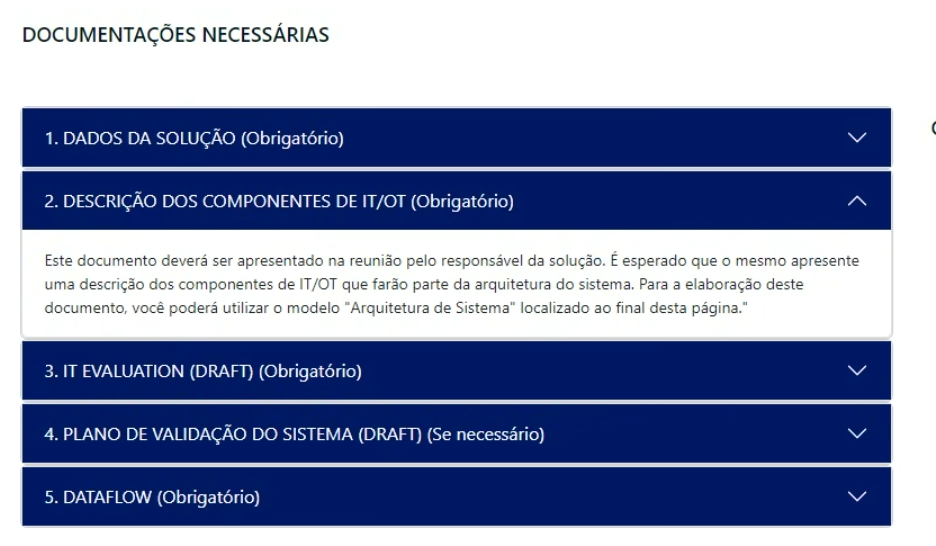 DOCUMENTAÇÕES NECESSÁRIAS
1. DADOS DA SOLUÇÃO (Obrigatório)
2. DESCRIÇÃO DOS COMPONENTES DE IT/OT (Obrigatório)
Este documento deverá ser apresentado na reunião pelo responsável da solução. É esperado que o mesmo apresente
uma descrição dos componentes de IT/OT que farão parte da arquitetura do sistema. Para a elaboração deste
documento, você poderá utilizar o modelo "Arquitetura de Sistema" localizado ao final desta página."
3. IT EVALUATION (DRAFT) (Obrigatório)
4. PLANO DE VALIDAÇÃO DO SISTEMA (DRAFT) (Se necessário)
5. DATAFLOW (Obrigatório)